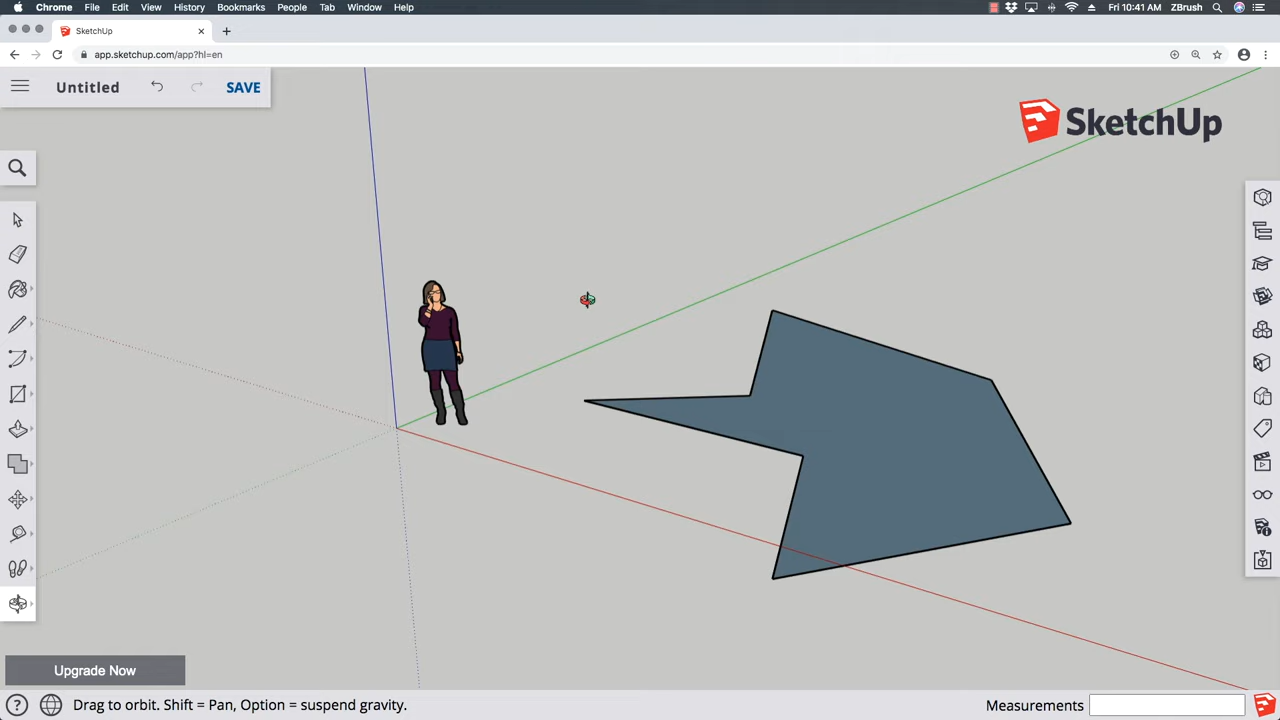 Chrome File Edit View History Bookmarks People Tab Window Help Fri 10:41 AM ZBrush
SketchUp
app.sketchup.com/app?hl=en
Untitled SAVE
SketchUp
Upgrade Now
Drag to orbit. Shift = Pan, Option = suspend gravity. Measurements